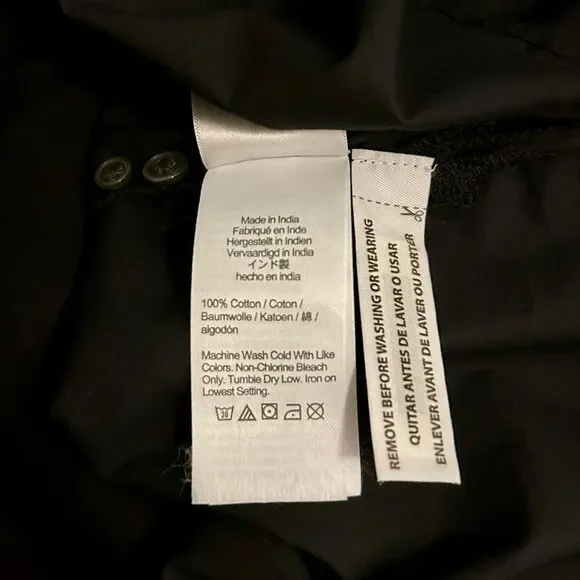 Made in India
Fabriqué en Inde
Hergestellt in Indien
Vervaardigd in India
インド製
hecho en india
100% Cotton / Coton /
Baumwolle / Katoen / 綿 /
algodón
Machine Wash Cold With Like
Colors. Non-Chlorine Bleach
Only. Tumble Dry Low. Iron on
Lowest Setting.
REMOVE BEFORE WASHING OR WEARING
QUITAR ANTES DE LAVAR O USAR
ENLEVER AVANT DE LAVER OU PORTER